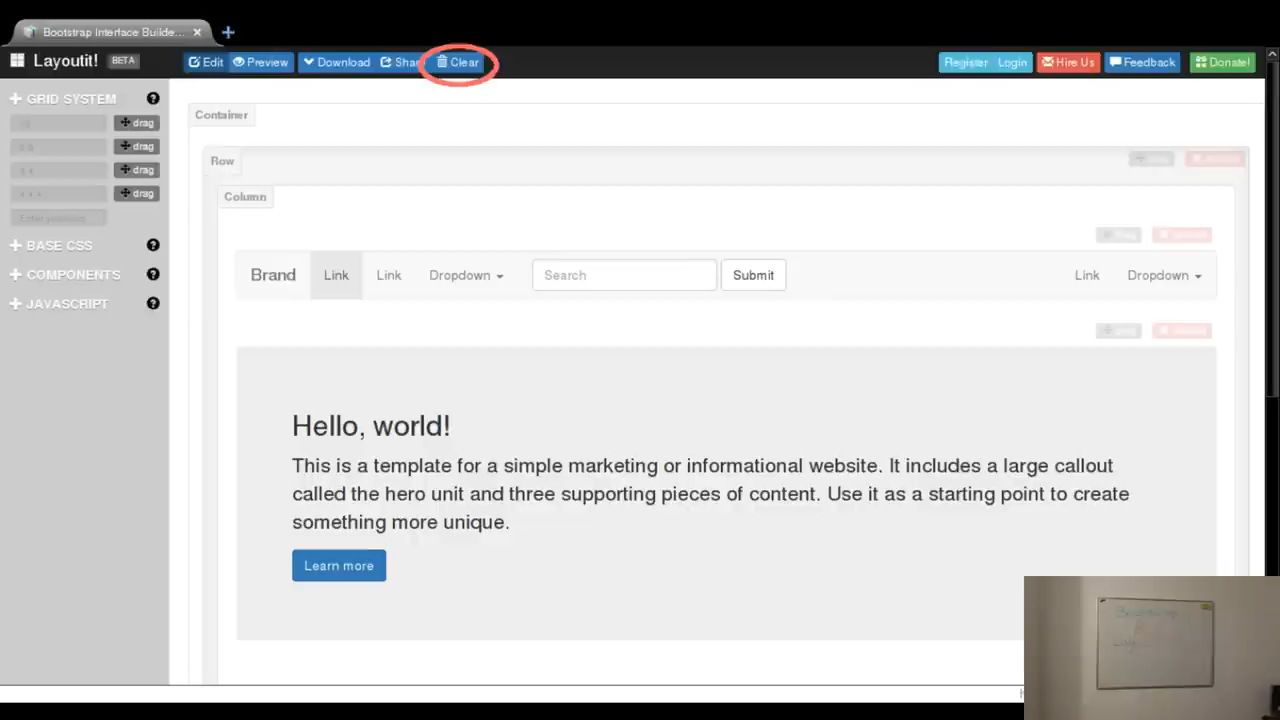 Bootstrap Interface Builde...
Layoutit! BETA
Edit Preview Download Clear
Register Login Hire Us Feedback Donate!
GRID SYSTEM
drag
drag
drag
drag
BASE CSS
COMPONENTS
JAVASCRIPT
Container
Row
Column
Brand Link Link Dropdown Search Submit Link Dropdown
Hello, world!
This is a template for a simple marketing or informational website. It includes a large callout
called the hero unit and three supporting pieces of content. Use it as a starting point to create
something more unique.
Learn more